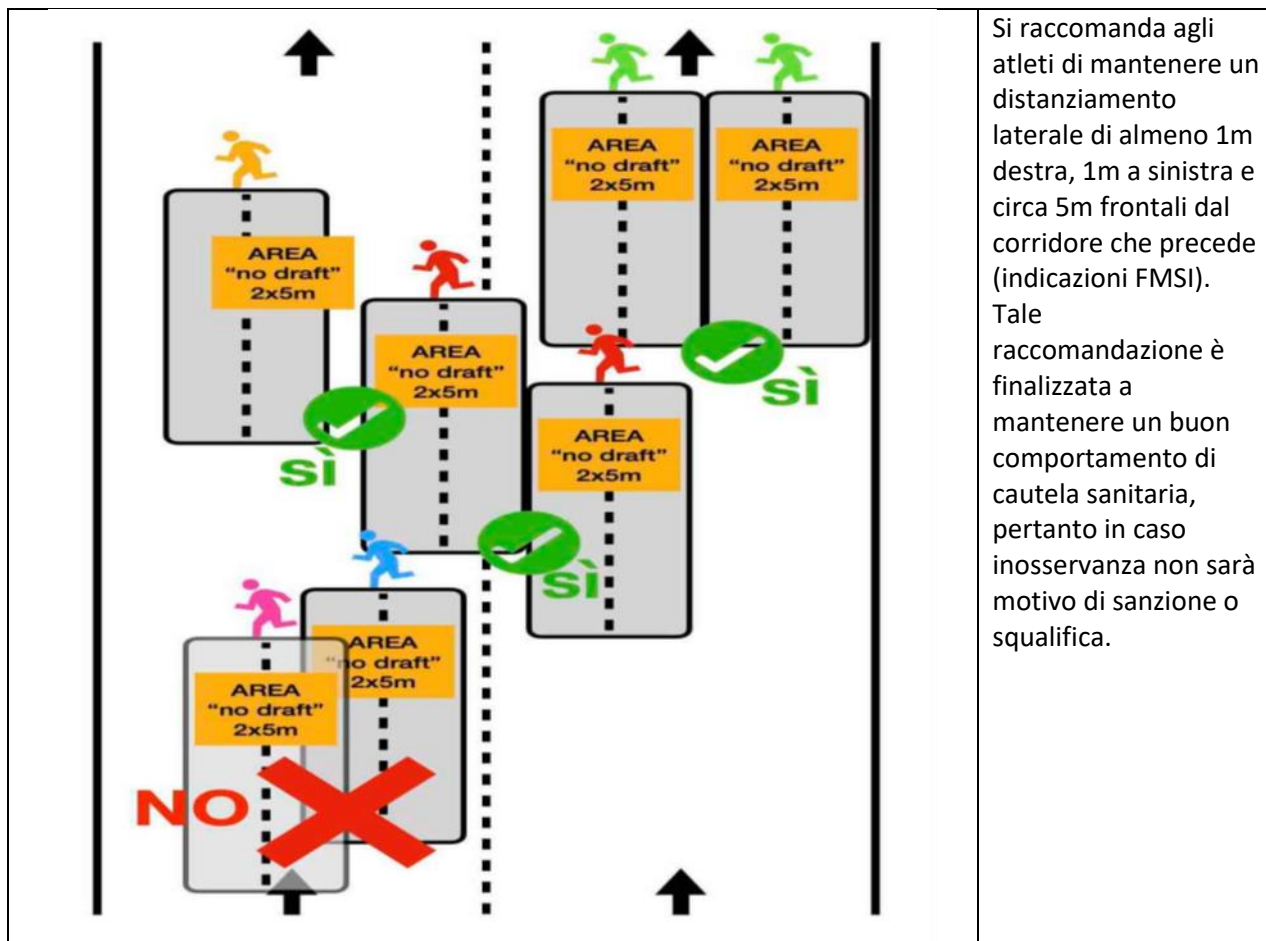 AREA
“no draft”
2x5m
AREA
“no draft”
2x5m
AREA
“no draft”
2x5m
AREA
“no draft”
2x5m
SÌ
SÌ
AREA
“no draft”
2x5m
SÌ
AREA
“no draft”
2x5m
AREA
“no draft”
2x5m
NO
Si raccomanda agli
atleti di mantenere un
distanziamento
laterale di almeno 1m
destra, 1m a sinistra e
circa 5m frontali dal
corridore che precede
(indicazioni FMSI).
Tale
raccomandazione è
finalizzata a
mantenere un buon
comportamento di
cautela sanitaria,
pertanto in caso
inosservanza non sarà
motivo di sanzione o
squalifica.